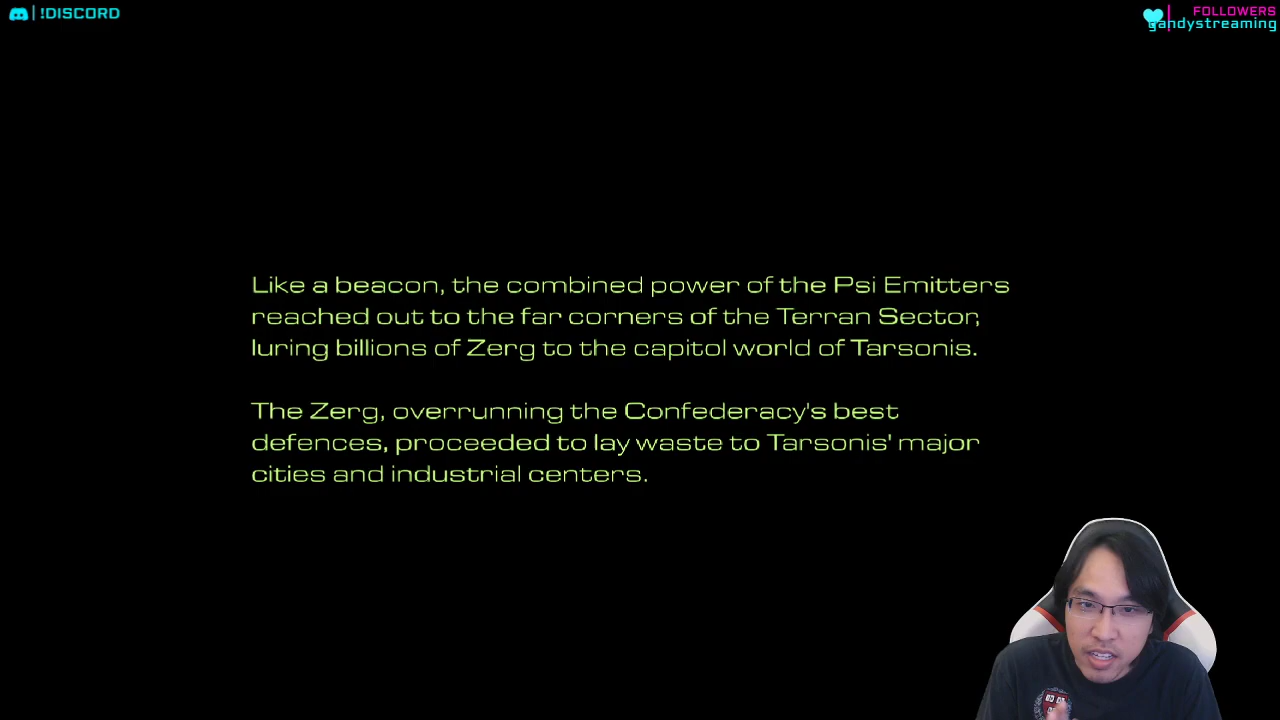 !DISCORD
FOLLOWERS
gandystreaming
Like a beacon, the combined power of the Psi Emitters
reached out to the far corners of the Terran Sector,
luring billions of Zerg to the capitol world of Tarsonis.
The Zerg, overrunning the Confederacy's best
defences, proceeded to lay waste to Tarsonis' major
cities and industrial centers.